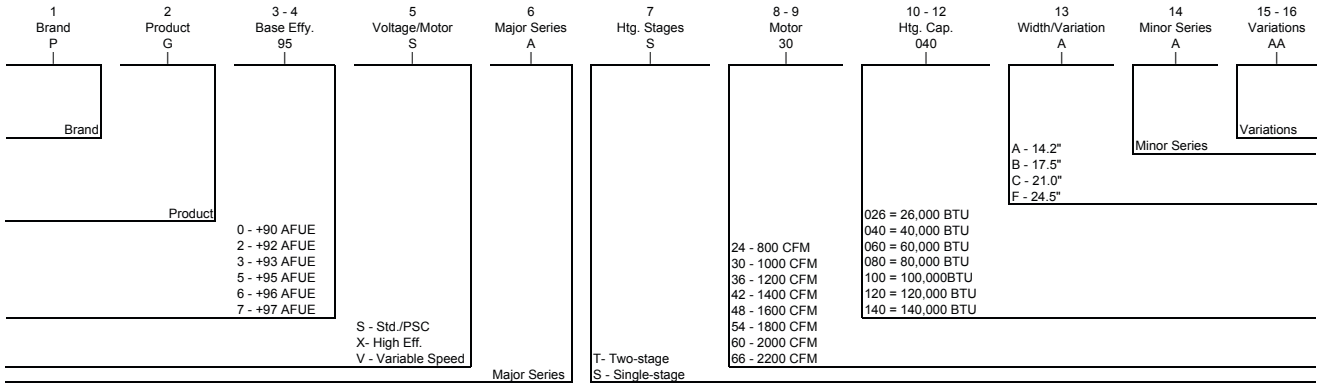 1 2 3 - 4 5 6 7 8 - 9 10 - 12 13 14 15 - 16
Brand Product Base Effy. Voltage/Motor Major Series Htg. Stages Motor Htg. Cap. Width/Variation Minor Series Variations
P G 95 S A S 30 040 A A AA
Brand
Variations
Minor Series
A - 14.2"
B - 17.5"
C - 21.0"
F - 24.5"
Product
0 - +90 AFUE
2 - +92 AFUE
3 - +93 AFUE
5 - +95 AFUE
6 - +96 AFUE
7 - +97 AFUE
026 = 26,000 BTU
040 = 40,000 BTU
060 = 60,000 BTU
080 = 80,000 BTU
100 = 100,000BTU
120 = 120,000 BTU
140 = 140,000 BTU
24 - 800 CFM
30 - 1000 CFM
36 - 1200 CFM
42 - 1400 CFM
48 - 1600 CFM
54 - 1800 CFM
60 - 2000 CFM
66 - 2200 CFM
S - Std./PSC
X- High Eff.
V - Variable Speed
T- Two-stage
S - Single-stage
Major Series